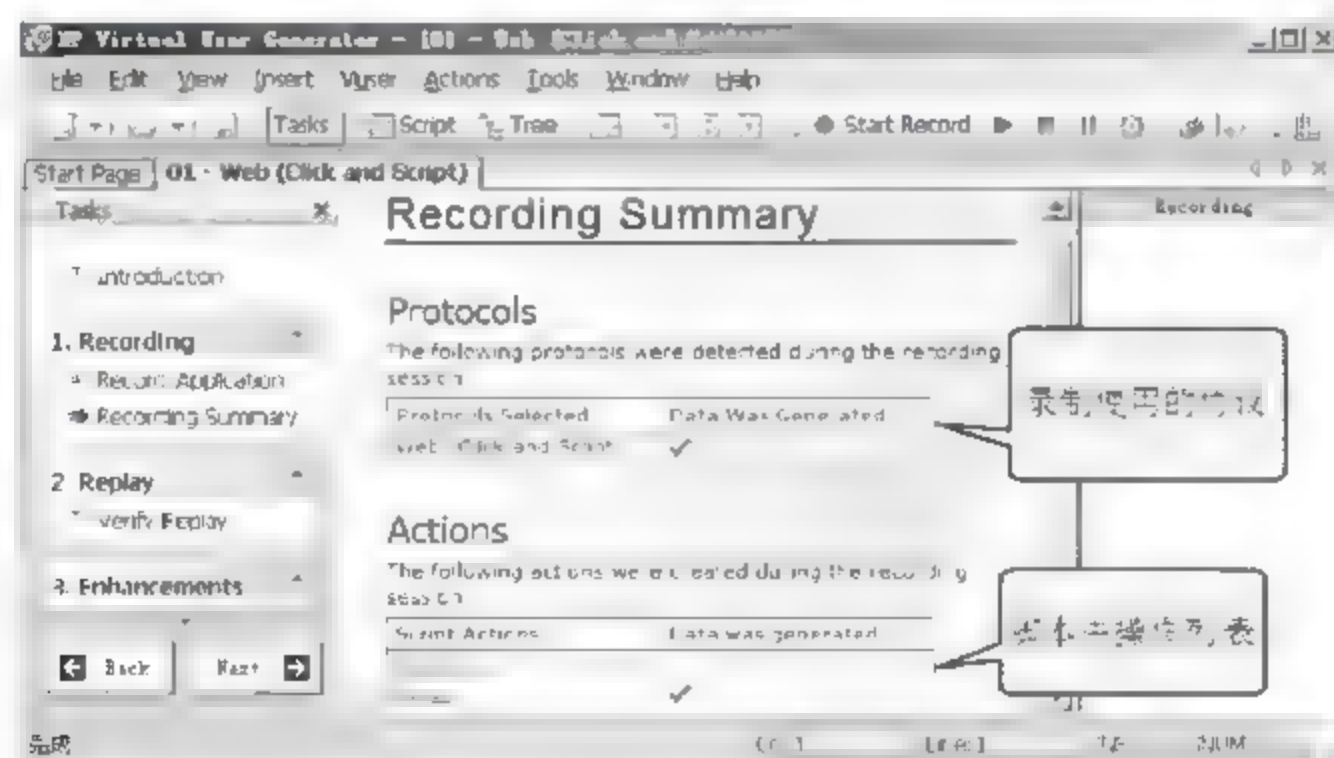 HP Virtual User Generator - [01 - Web
File Edit View Insert Vuser Actions Tools Window Help
Tasks Script Tree Start Record
Start Page 01 - Web (Click and Script)
Tasks
Recording Summary
Recording
Introduction
Protocols
1. Recording
The following protocols were detected during the recording
session
Record Application
Recording Summary
Protocols Selected Data Was Generated
Web (Click and Script)
录制使用的协议
2 Replay
Verify Replay
Actions
3. Enhancements
The following actions were created during the recording
session
Script Actions Data was generated
脚本中操作列表
Back Next
完成